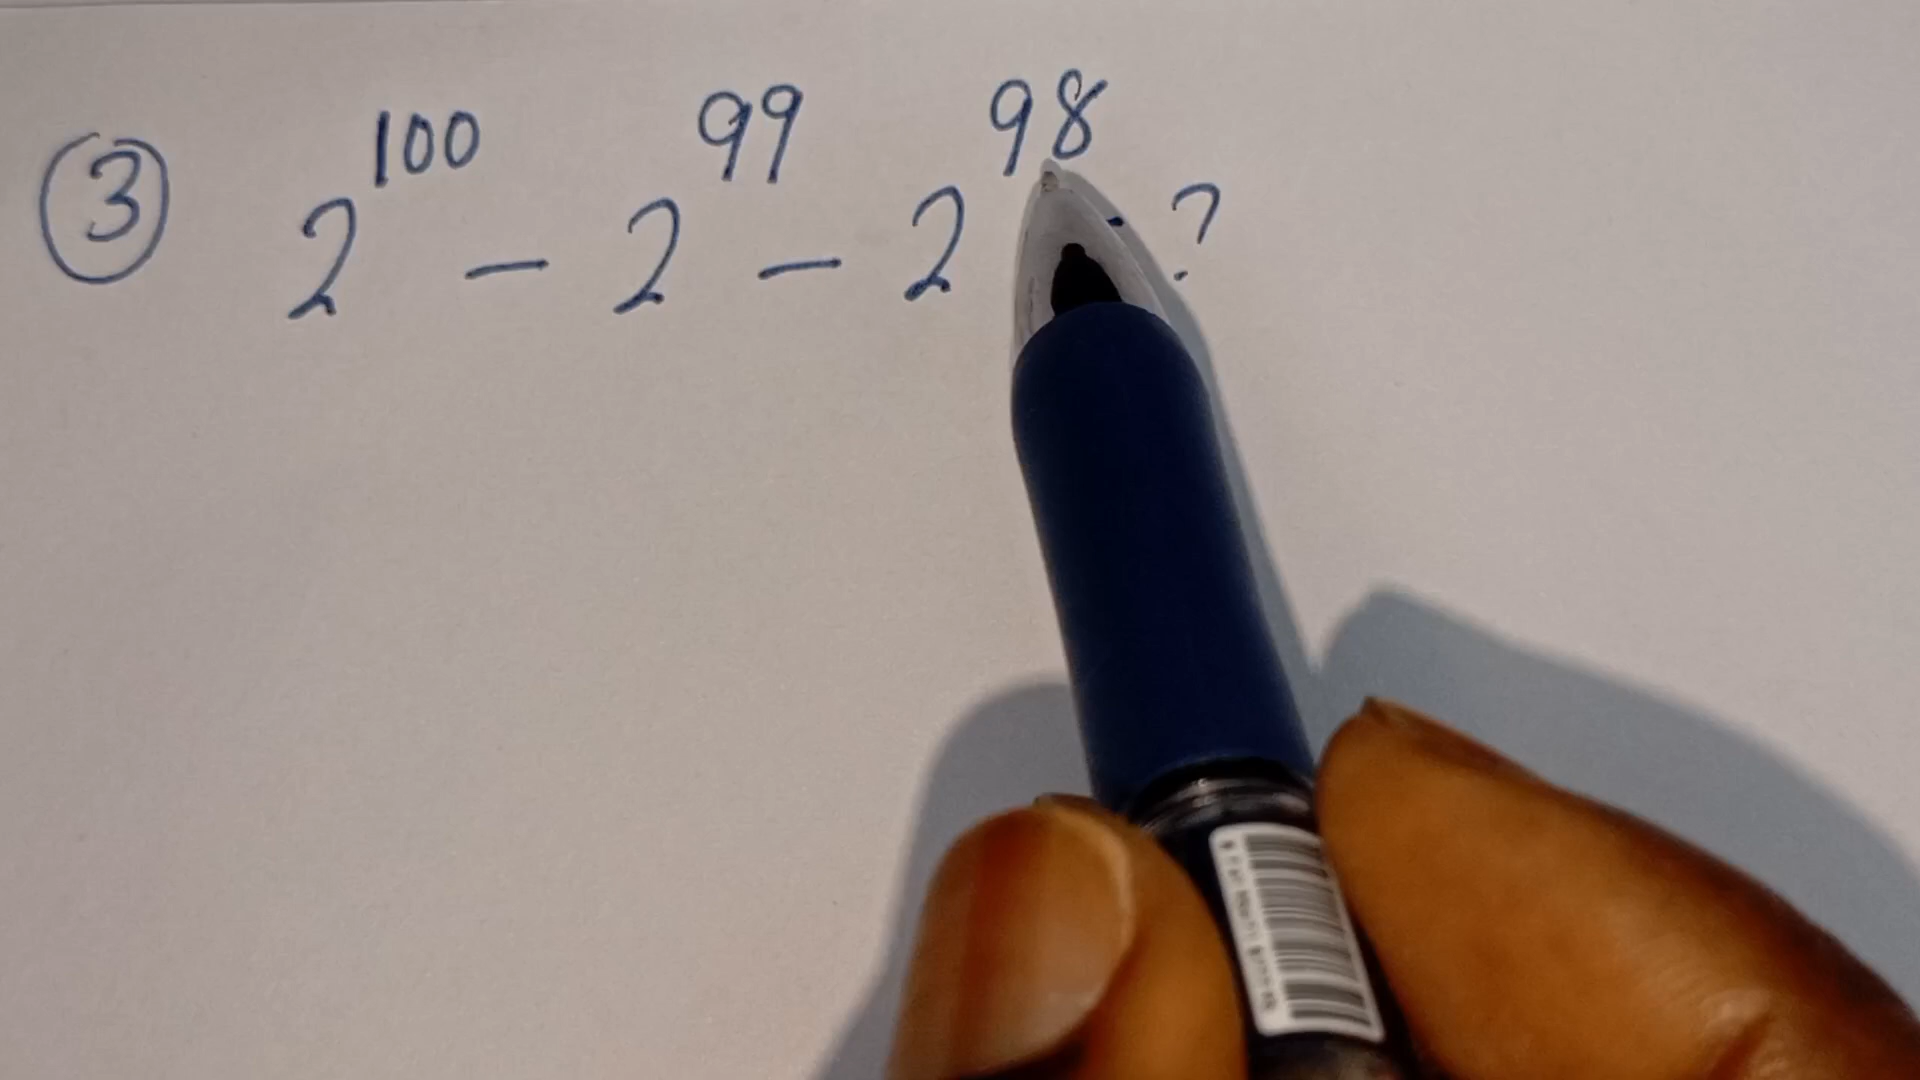 ③ 2^100 - 2^99 - 2^98 = ?